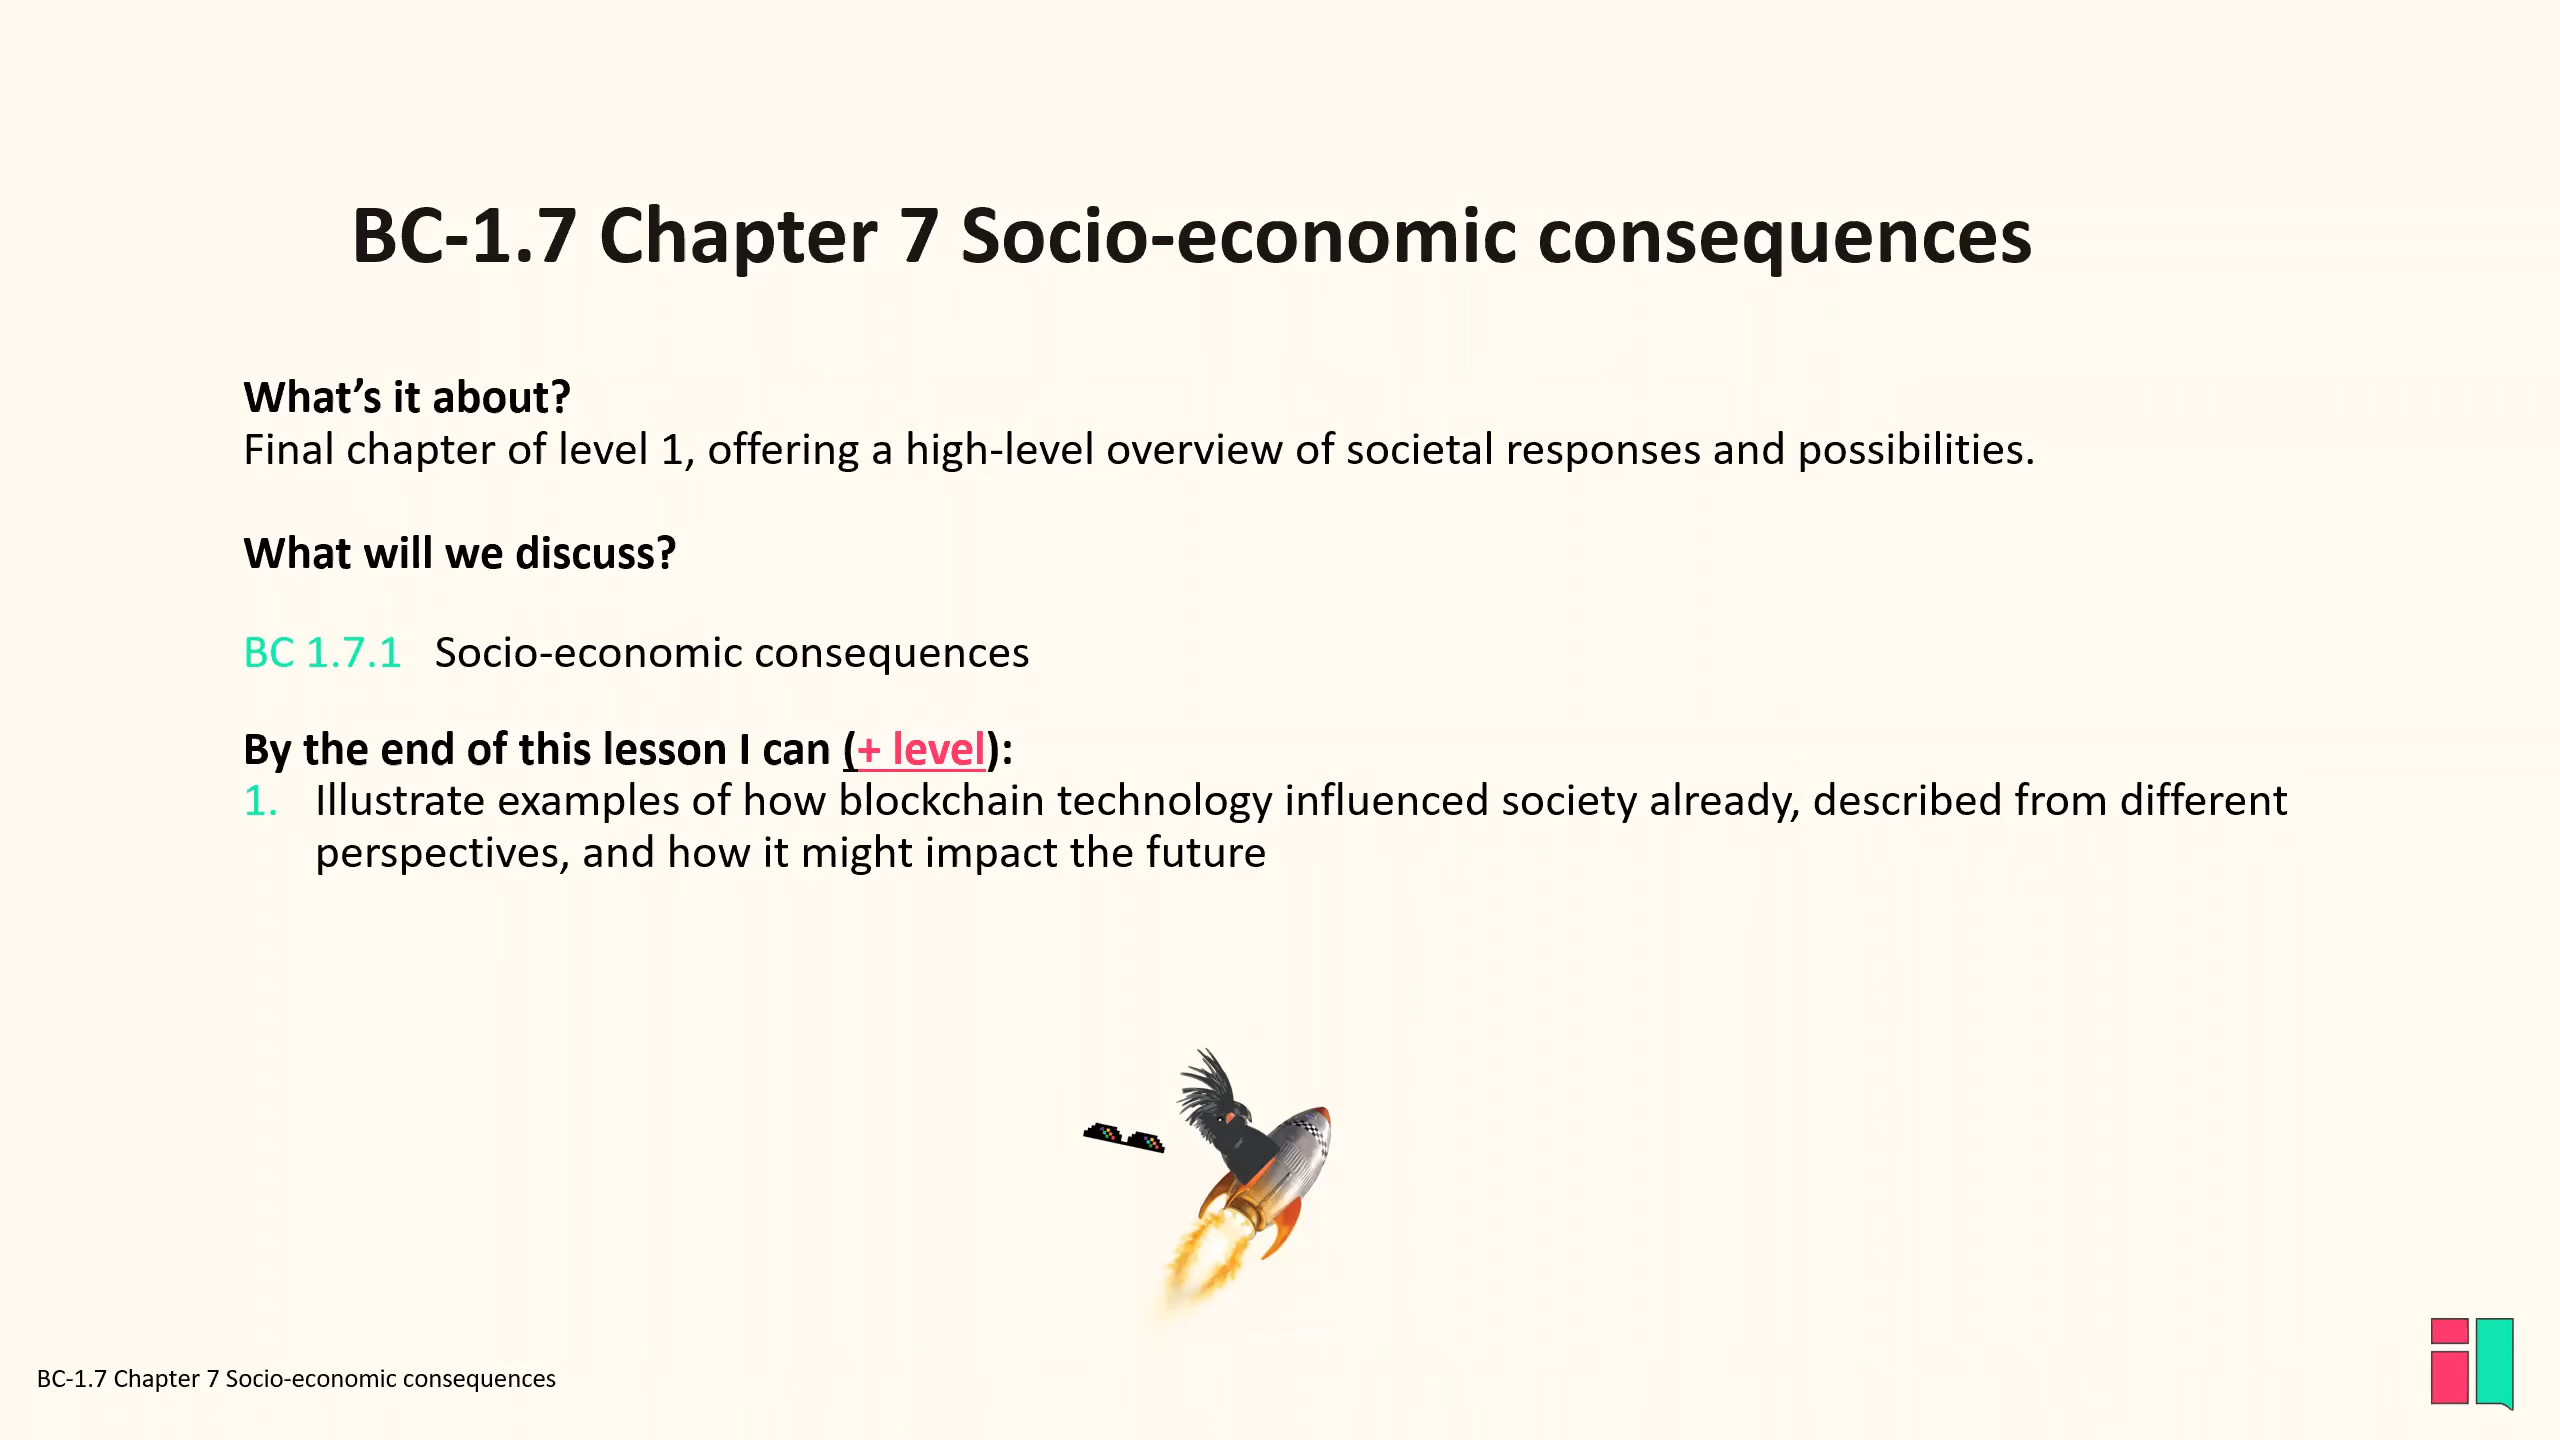 BC-1.7 Chapter 7 Socio-economic consequences
What’s it about?
Final chapter of level 1, offering a high-level overview of societal responses and possibilities.
What will we discuss?
BC 1.7.1 Socio-economic consequences
By the end of this lesson I can (+ level):
1. Illustrate examples of how blockchain technology influenced society already, described from different
perspectives, and how it might impact the future
BC-1.7 Chapter 7 Socio-economic consequences